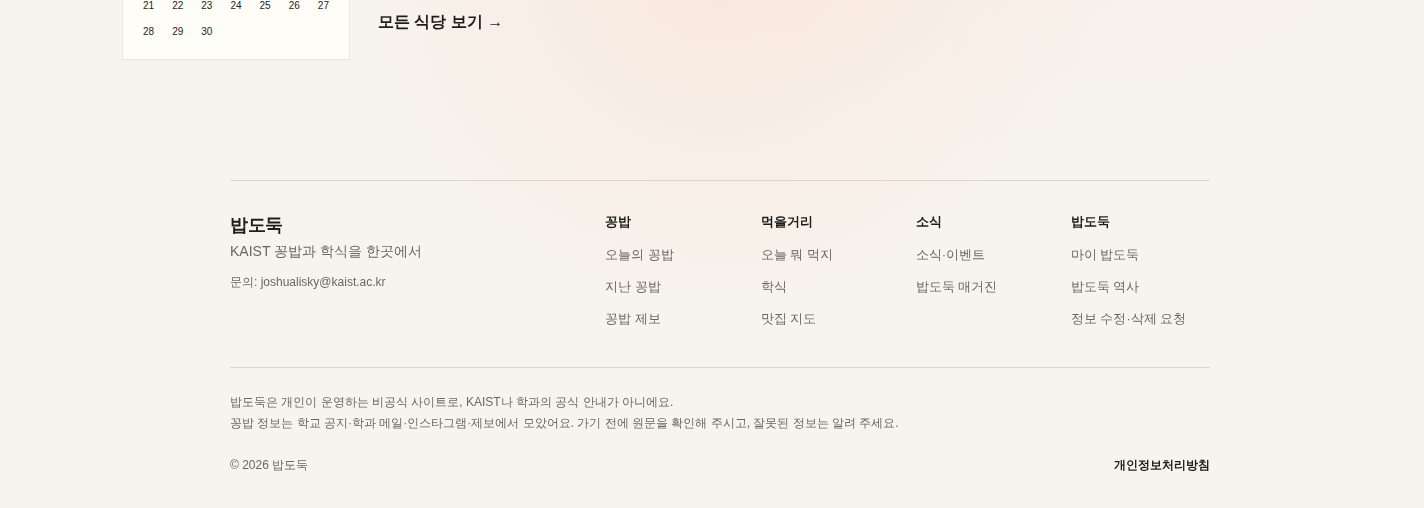 21 22 23 24 25 26 27
28 29 30
모든 식당 보기 →
밥도둑
KAIST 꽁밥과 학식을 한곳에서
문의: joshualisky@kaist.ac.kr
꽁밥
오늘의 꽁밥
지난 꽁밥
꽁밥 제보
먹을거리
오늘 뭐 먹지
학식
맛집 지도
소식
소식·이벤트
밥도둑 매거진
밥도둑
마이 밥도둑
밥도둑 역사
정보 수정·삭제 요청
밥도둑은 개인이 운영하는 비공식 사이트로, KAIST나 학과의 공식 안내가 아니에요.
꽁밥 정보는 학교 공지·학과 메일·인스타그램·제보에서 모았어요. 가기 전에 원문을 확인해 주시고, 잘못된 정보는 알려 주세요.
© 2026 밥도둑
개인정보처리방침